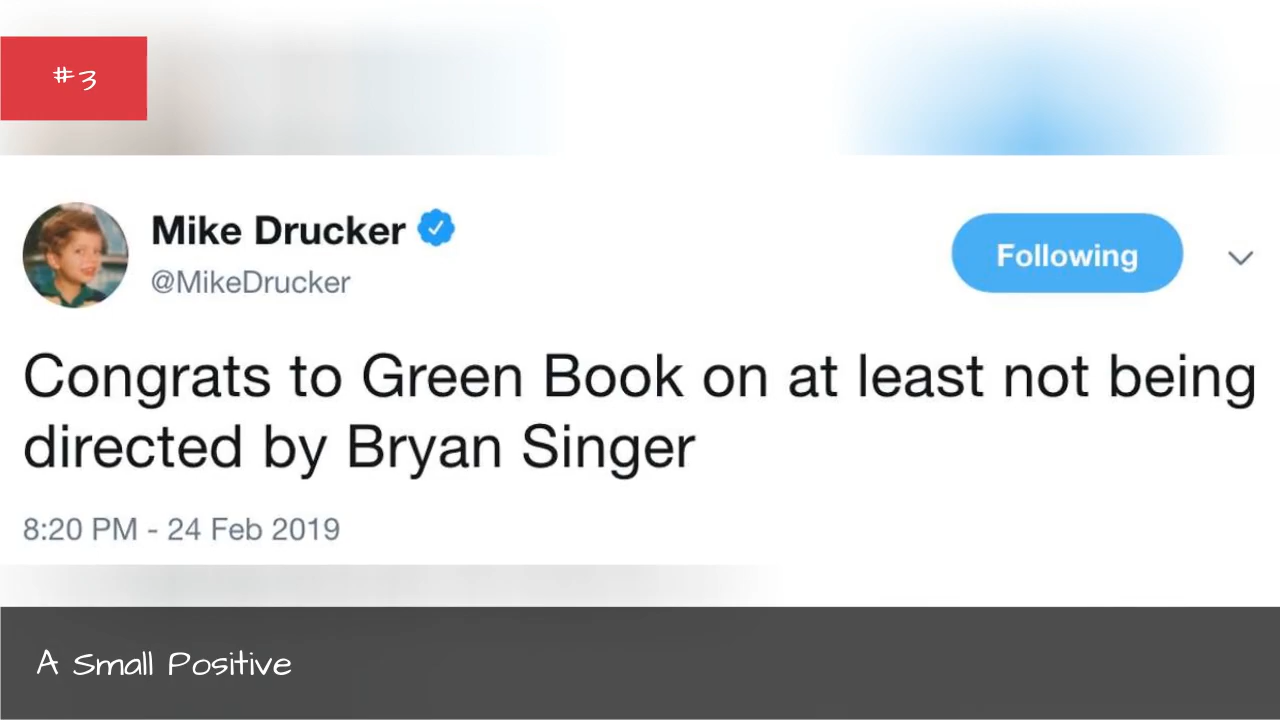 #3
Mike Drucker
@MikeDrucker
Following
Congrats to Green Book on at least not being
directed by Bryan Singer
8:20 PM - 24 Feb 2019
A Small Positive